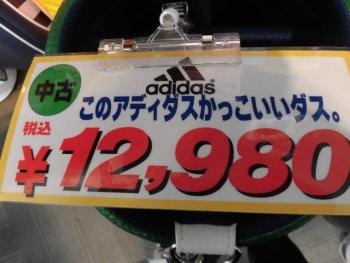 adidas
中古
このアディダスかっこいいダス。
税込
¥12,980